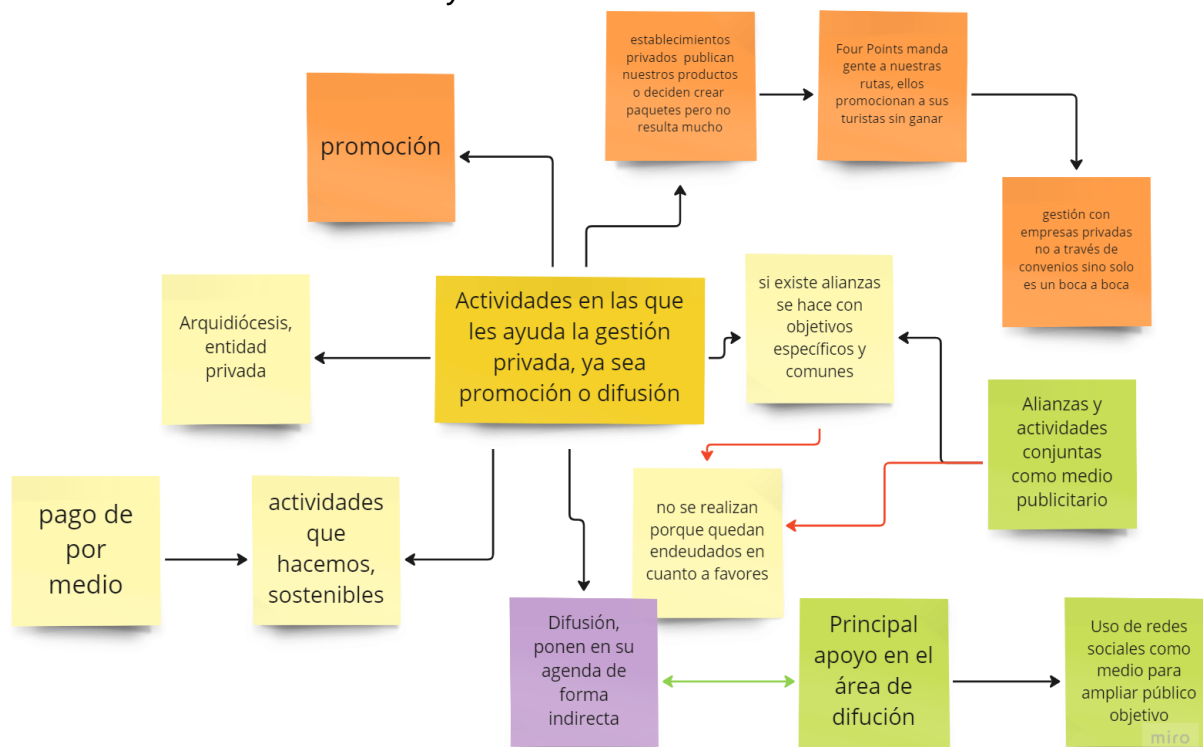 y
establecimientos
privados publican
nuestros productos
o deciden crear
paquetes pero no
resulta mucho
Four Points manda
gente a nuestras
rutas, ellos
promocionan a sus
turistas sin ganar
promoción
gestión con
empresas privadas
no a través de
convenios sino solo
es un boca a boca
Arquidiócesis,
entidad
privada
Actividades en las que
les ayuda la gestión
privada, ya sea
promoción o difusión
si existe alianzas
se hace con
objetivos
específicos y
comunes
Alianzas y
actividades
conjuntas
como medio
publicitario
pago de
por
medio
actividades
que
hacemos,
sostenibles
no se realizan
porque quedan
endeudados en
cuanto a favores
Difusión,
ponen en su
agenda de
forma
indirecta
Principal
apoyo en el
área de
difución
Uso de redes
sociales como
medio para
ampliar público
objetivo
miro